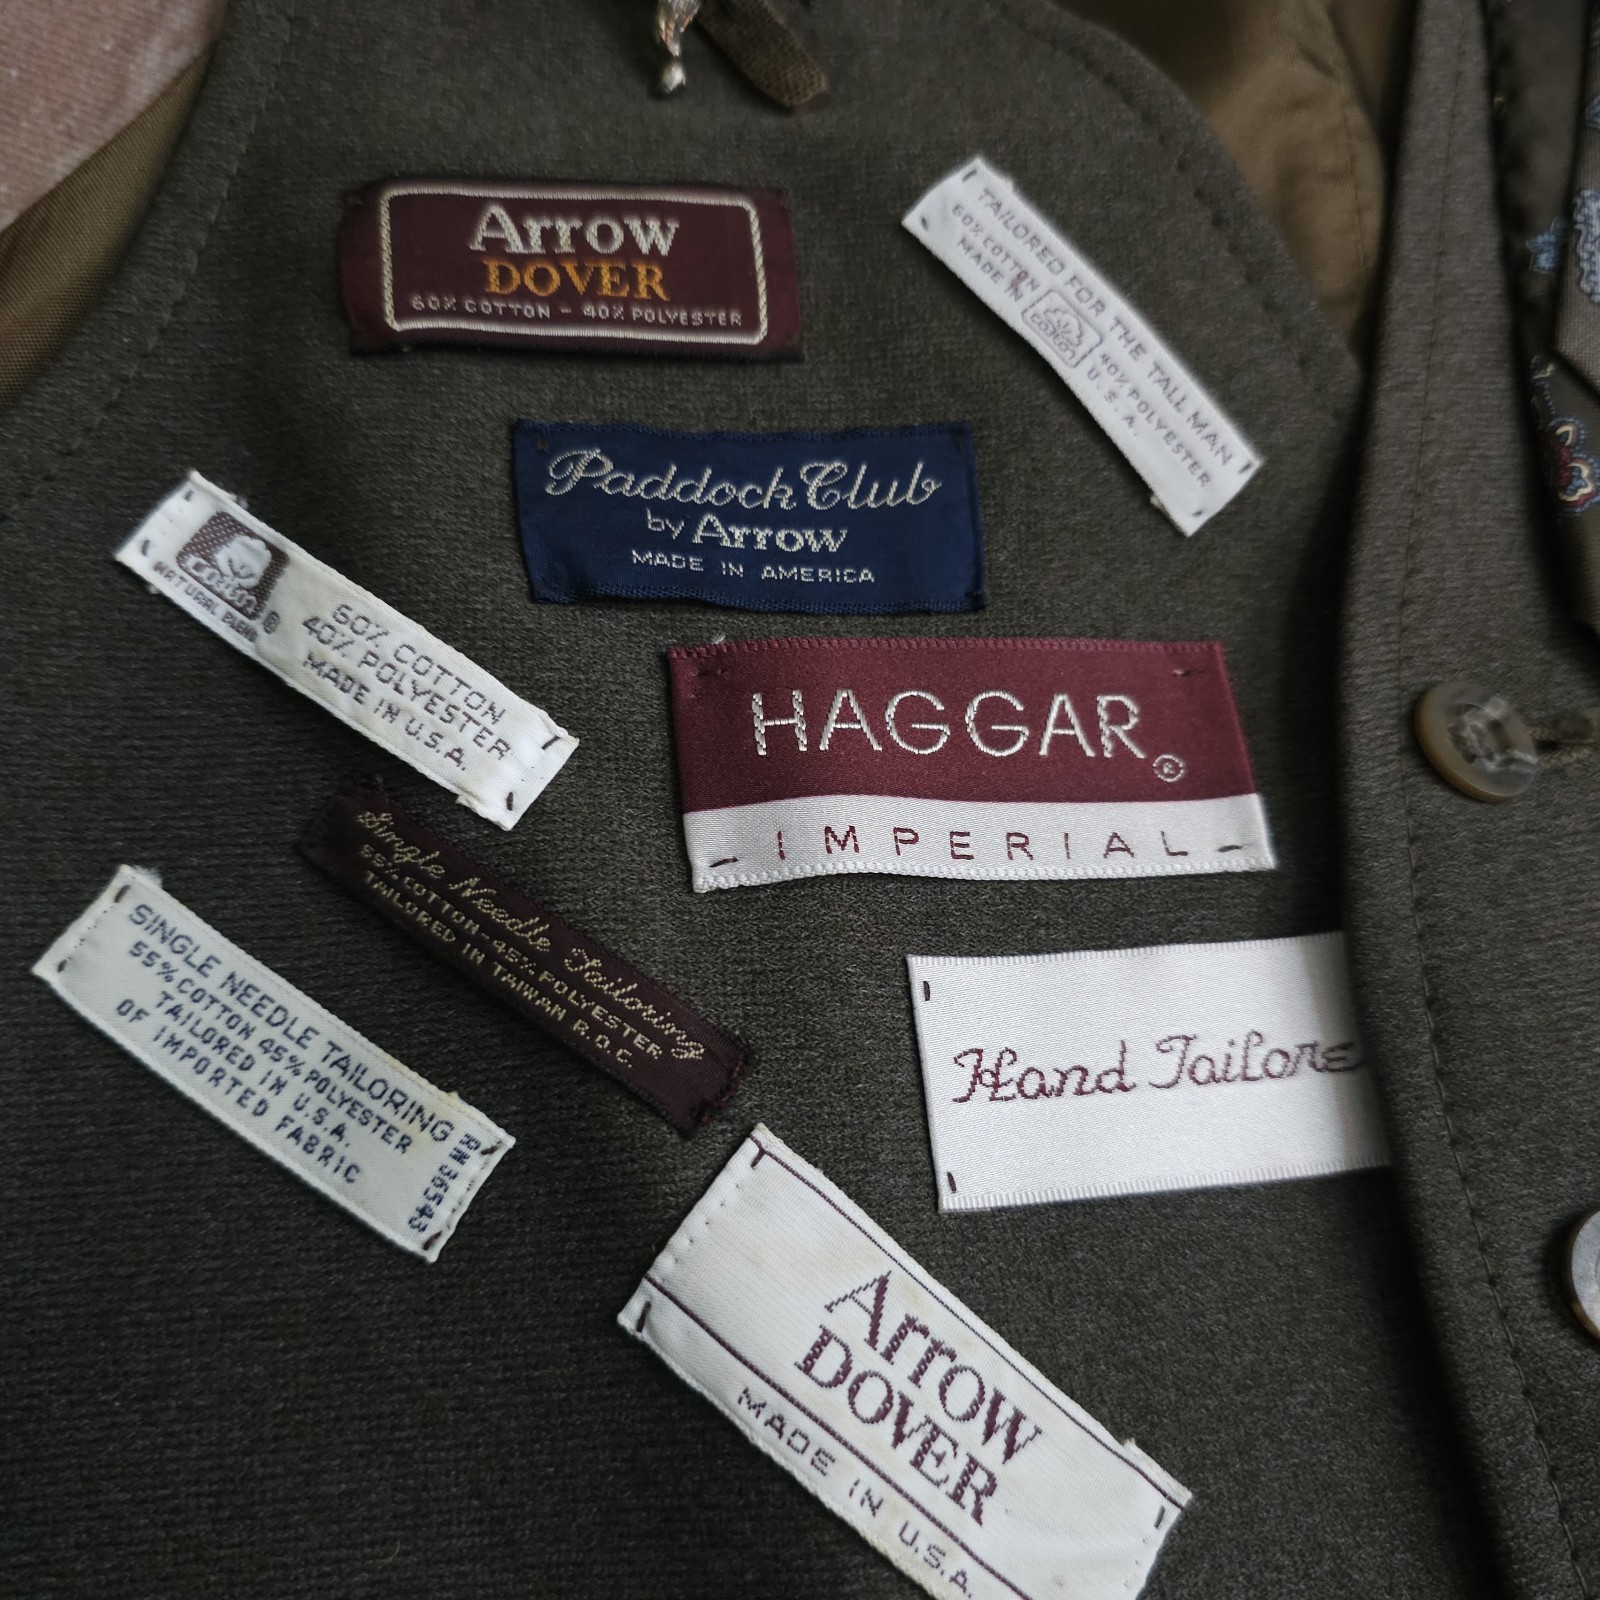 Arrow
DOVER
60% COTTON - 40% POLYESTER
TAILORED FOR THE TALL MAN
60% COTTON 40% POLYESTER
MADE IN U.S.A.
Paddock Club
by Arrow
MADE IN AMERICA
NATURAL BLEND ®
60% COTTON
40% POLYESTER
MADE IN U.S.A.
HAGGAR®
IMPERIAL
Single Needle Tailoring
55% COTTON-45% POLYESTER
TAILORED IN TAIWAN R.O.C.
SINGLE NEEDLE TAILORING
55% COTTON 45% POLYESTER
TAILORED IN U.S.A.
OF IMPORTED FABRIC
RN 36543
Hand Tailore
Arrow
DOVER
MADE IN U.S.A.